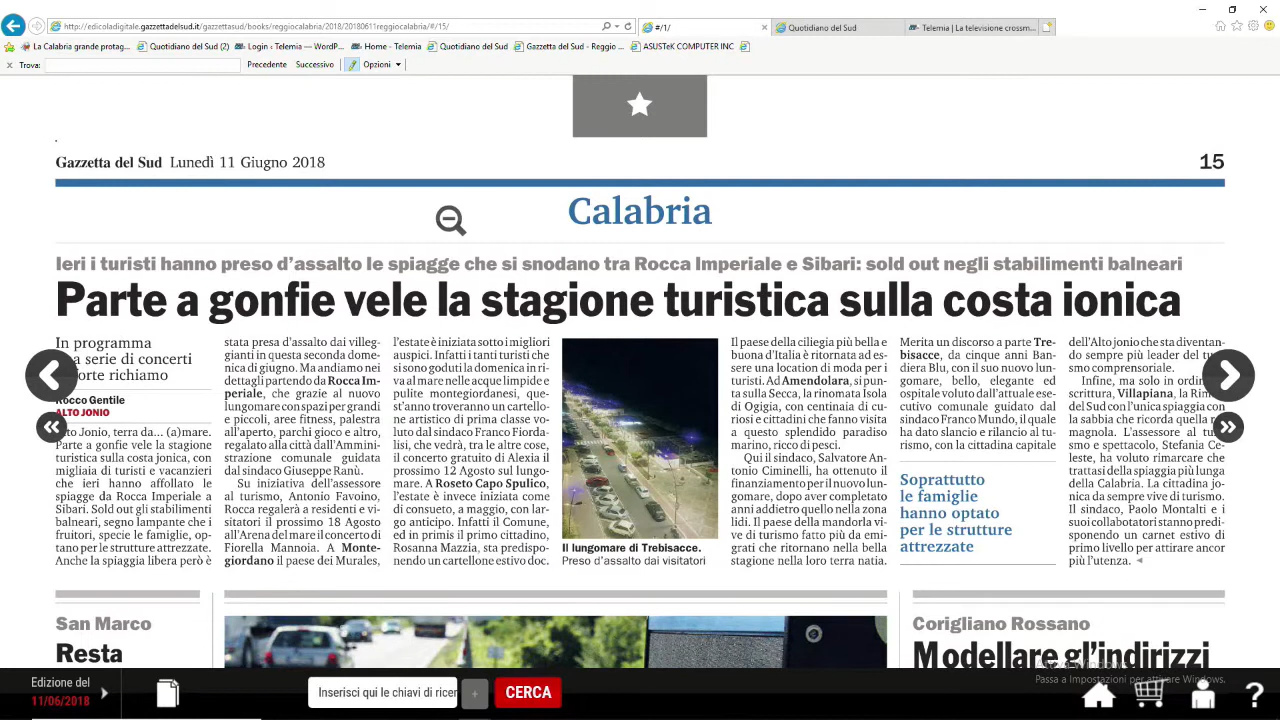 http://edicoladigitale.gazzettadelsud.it/gazzettasud/books/reggiocalabria/2018/20180611reggiocalabria/#/15/
#/1/
Quotidiano del Sud
Telemia | La televisione crossm...
La Calabria grande protag...
Quotidiano del Sud (2)
Login ‹ Telemia — WordP...
Home - Telemia
Quotidiano del Sud
Gazzetta del Sud - Reggio ...
ASUSTeK COMPUTER INC
Trova:
Precedente
Successivo
Opzioni
Gazzetta del Sud Lunedì 11 Giugno 2018
15
Calabria
Ieri i turisti hanno preso d'assalto le spiagge che si snodano tra Rocca Imperiale e Sibari: sold out negli stabilimenti balneari
Parte a gonfie vele la stagione turistica sulla costa ionica
In programma
a serie di concerti
forte richiamo
Rocco Gentile
ALTO JONIO
Alto Jonio, terra da... (a)mare.
Parte a gonfie vele la stagione
turistica sulla costa jonica, con
migliaia di turisti e vacanzieri
che ieri hanno affollato le
spiagge da Rocca Imperiale a
Sibari. Sold out gli stabilimenti
balneari, segno lampante che i
fruitori, specie le famiglie, op-
tano per le strutture attrezzate.
Anche la spiaggia libera però è
stata presa d'assalto dai villeg-
gianti in questa seconda dome-
nica di giugno. Ma andiamo nei
dettagli partendo da Rocca Im-
periale, che grazie al nuovo
lungomare con spazi per grandi
e piccoli, aree fitness, palestra
all'aperto, parchi gioco e altro,
regalato alla città dall'Ammini-
strazione comunale guidata
dal sindaco Giuseppe Ranù.
Su iniziativa dell'assessore
al turismo, Antonio Favoino,
Rocca regalerà a residenti e vi-
sitatori il prossimo 18 Agosto
all'Arena del mare il concerto di
Fiorella Mannoia. A Monte-
giordano il paese dei Murales,
l'estate è iniziata sotto i migliori
auspici. Infatti i tanti turisti che
si sono goduti la domenica in ri-
va al mare nelle acque limpide e
pulite montegiordanesi, que-
st'anno troveranno un cartello-
ne artistico di prima classe vo-
luto dal sindaco Franco Fiorda-
lisi, che vedrà, tra le altre cose,
il concerto gratuito di Alexia il
prossimo 12 Agosto sul lungo-
mare. A Roseto Capo Spulico,
l'estate è invece iniziata come
di consueto, a maggio, con lar-
go anticipo. Infatti il Comune,
ed in primis il primo cittadino,
Rosanna Mazzia, sta predispo-
nendo un cartellone estivo doc.
Il lungomare di Trebisacce.
Preso d'assalto dai visitatori
Il paese della ciliegia più bella e
buona d'Italia è ritornata ad es-
sere una location di moda per i
turisti. Ad Amendolara, si pun-
ta sulla Secca, la rinomata Isola
di Ogigia, con centinaia di cu-
riosi e cittadini che fanno visita
a questo splendido paradiso
marino, ricco di pesci.
Qui il sindaco, Salvatore An-
tonio Ciminelli, ha ottenuto il
finanziamento per il nuovo lun-
gomare, dopo aver completato
anni addietro quello nella zona
lidi. Il paese della mandorla vi-
ve di turismo fatto più da emi-
grati che ritornano nella bella
stagione nella loro terra natia.
Merita un discorso a parte Tre-
bisacce, da cinque anni Ban-
diera Blu, con il suo nuovo lun-
gomare, bello, elegante ed
ospitale voluto dall'attuale ese-
cutivo comunale guidato dal
sindaco Franco Mundo, il quale
ha dato slancio e rilancio al tu-
rismo, con la cittadina capitale
Soprattutto
le famiglie
hanno optato
per le strutture
attrezzate
dell'Alto jonio che sta diventan-
do sempre più leader del tu
smo comprensoriale.
Infine, ma solo in ordin
scrittura, Villapiana, la Rim
del Sud con l'unica spiaggia con
la sabbia che ricorda quella ro-
magnola. L'assessore al tu
smo e spettacolo, Stefania Ce-
leste, ha voluto rimarcare che
trattasi della spiaggia più lunga
della Calabria. La cittadina jo-
nica da sempre vive di turismo.
Il sindaco, Paolo Montalti e i
suoi collaboratori stanno predi-
sponendo un carnet estivo di
primo livello per attirare ancor
più l'utenza.
San Marco
Resta
Corigliano Rossano
Modellare gl'indirizzi
Attiva Windows
Passa a Impostazioni per attivare Windows.
Edizione del
11/06/2018
Inserisci qui le chiavi di ricer
+
CERCA
?